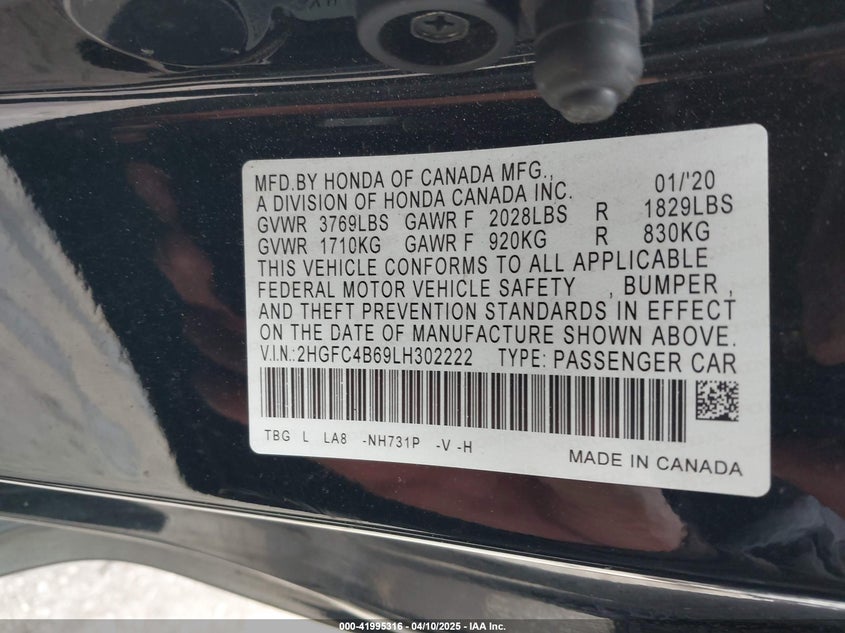 MFD.BY HONDA OF CANADA MFG., 01/'20
A DIVISION OF HONDA CANADA INC.
GVWR 3769LBS GAWR F 2028LBS R 1829LBS
GVWR 1710KG GAWR F 920KG R 830KG
THIS VEHICLE CONFORMS TO ALL APPLICABLE
FEDERAL MOTOR VEHICLE SAFETY , BUMPER ,
AND THEFT PREVENTION STANDARDS IN EFFECT
ON THE DATE OF MANUFACTURE SHOWN ABOVE.
V.I.N.:2HGFC4B69LH302222 TYPE: PASSENGER CAR
TBG L LA8 -NH731P -V -H
MADE IN CANADA
000-41995316 - 04/10/2025 - IAA Inc.